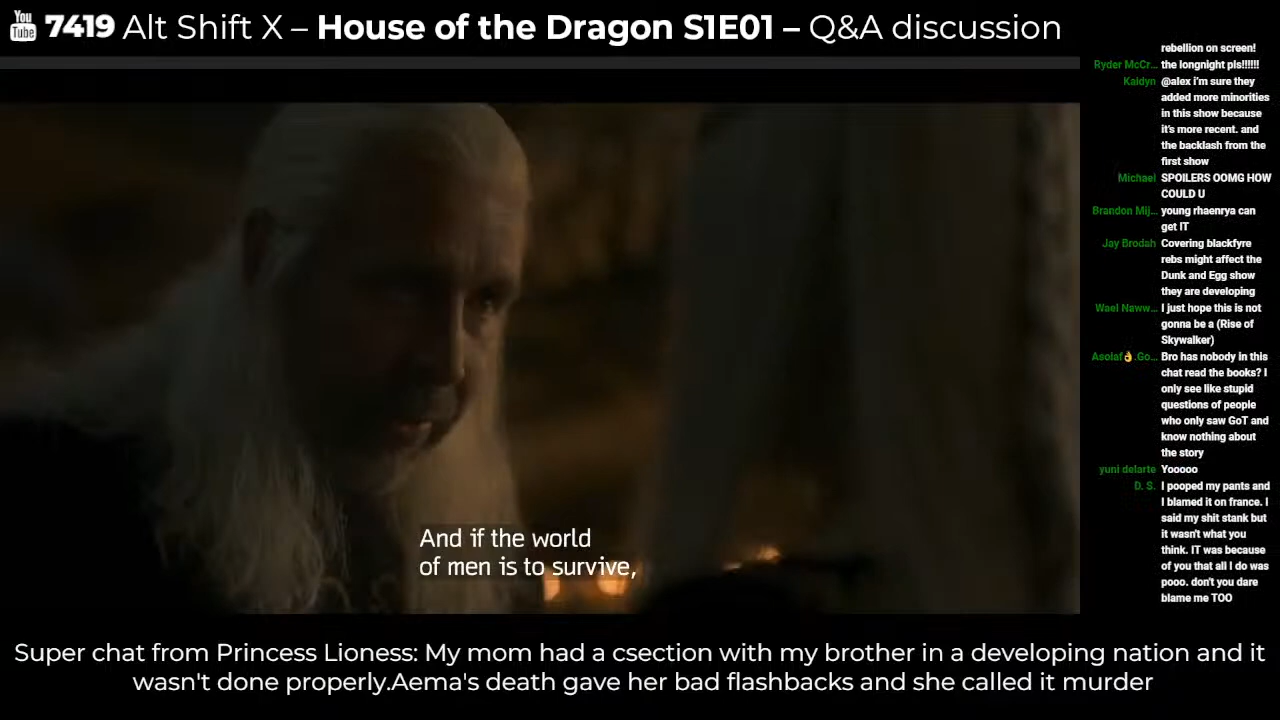 You
Tube
7419 Alt Shift X – House of the Dragon S1E01 – Q&A discussion
rebellion on screen!
Ryder McCr... the longnight pls!!!!!!
Kaidyn @alex i'm sure they
added more minorities
in this show because
it's more recent. and
the backlash from the
first show
Michael SPOILERS OOMG HOW
COULD U
Brandon Mij... young rhaenrya can
get IT
Jay Brodah Covering blackfyre
rebs might affect the
Dunk and Egg show
they are developing
Wael Naww... I just hope this is not
gonna be a (Rise of
Skywalker)
Asoiaf👌.Go... Bro has nobody in this
chat read the books? I
only see like stupid
questions of people
who only saw GoT and
know nothing about
the story
yuni delarte Yooooo
D. S. I pooped my pants and
I blamed it on france. I
said my shit stank but
it wasn't what you
think. IT was because
of you that all I do was
pooo. don't you dare
blame me TOO
And if the world
of men is to survive,
Super chat from Princess Lioness: My mom had a csection with my brother in a developing nation and it
wasn't done properly.Aema's death gave her bad flashbacks and she called it murder